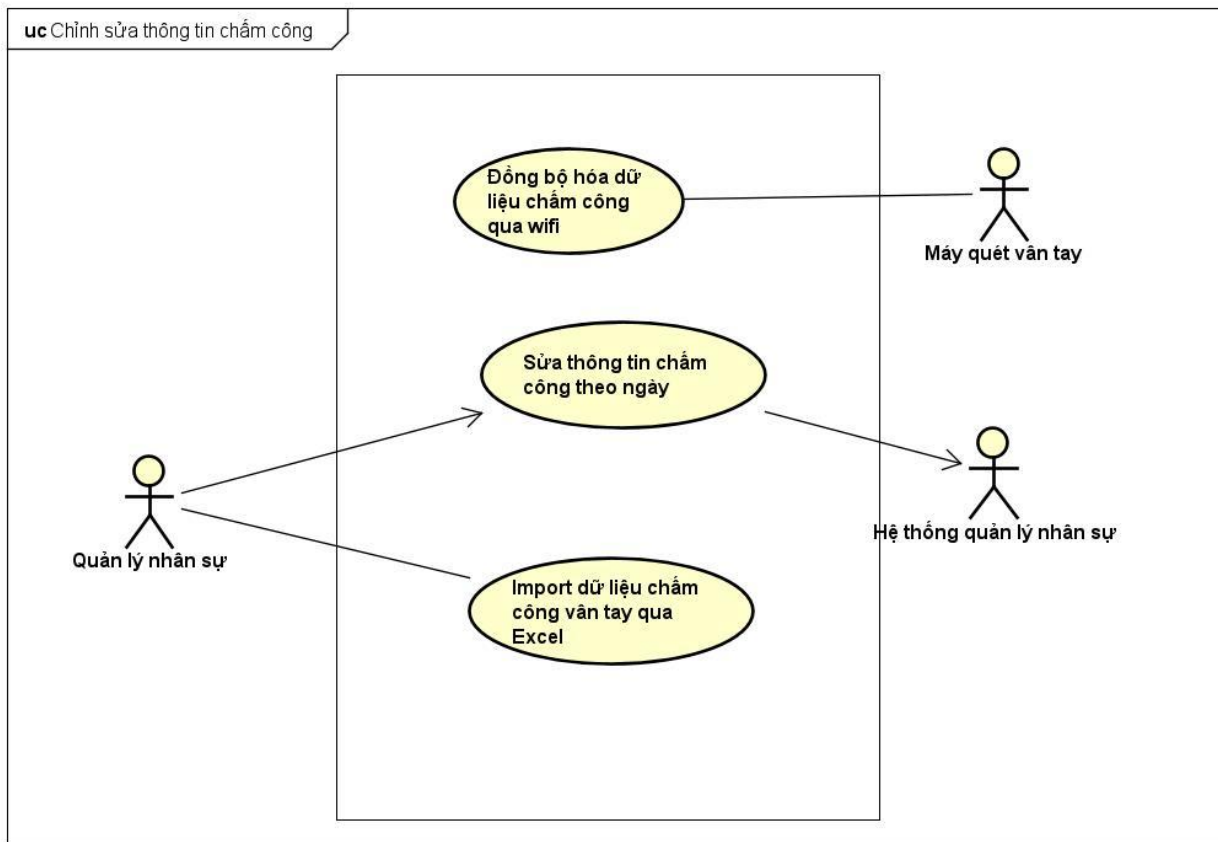 uc Chỉnh sửa thông tin chấm công
Đồng bộ hóa dữ
liệu chấm công
qua wifi
Máy quét vân tay
Sửa thông tin chấm
công theo ngày
Hệ thống quản lý nhân sự
Quản lý nhân sự
Import dữ liệu chấm
công vân tay qua
Excel